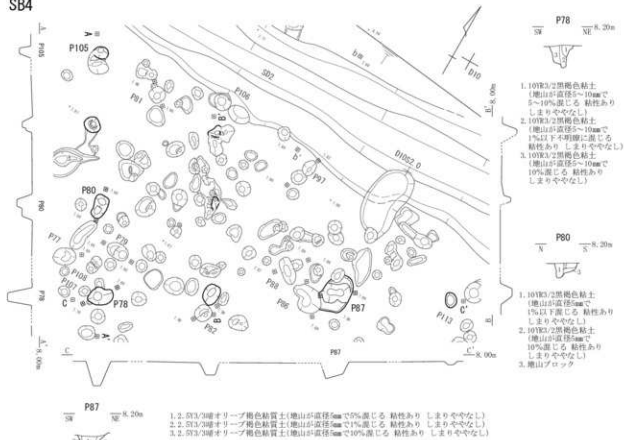 SB4
P78
SW NE 8.20m
P105
A
P105
D10
SD2
P106
P81
8.00m
1.10YR3/2黒褐色粘土
(地山が直径5~10mmで
5~10%混じる 粘性あり
しまりややなし)
2.10YR3/2黒褐色粘土
(地山が直径5~10mmで
1%以下不明瞭に混じる
粘性あり しまりややなし)
3.10YR3/2黒褐色粘土
(地山が直径5~10mmで
10%混じる 粘性あり
しまりややなし)
P97
P80
P80
P77
P108
P107
P78
P78
P82
P88
P86
P87
P113
C
C'
B
P80
N S 8.20m
1.10YR3/2黒褐色粘土
(地山が直径5mmで
1%以下混じる 粘性あり
しまりややなし)
2.10YR3/2黒褐色粘土
(地山が直径5mmで
10%混じる 粘性あり
しまりややなし)
3.地山ブロック
A' 8.00m
C
P87
C' 8.00m
P87
SW NE 8.20m
1.2.5Y3/3暗オリーブ褐色粘質土(地山が直径5mmで5%混じる 粘性あり しまりややなし)
2.2.5Y3/3暗オリーブ褐色粘質土(地山が直径5mmで1%混じる 粘性あり しまりややなし)
3.2.5Y3/3暗オリーブ褐色粘質土(地山が直径5mmで10%混じる 粘性あり しまりややなし)